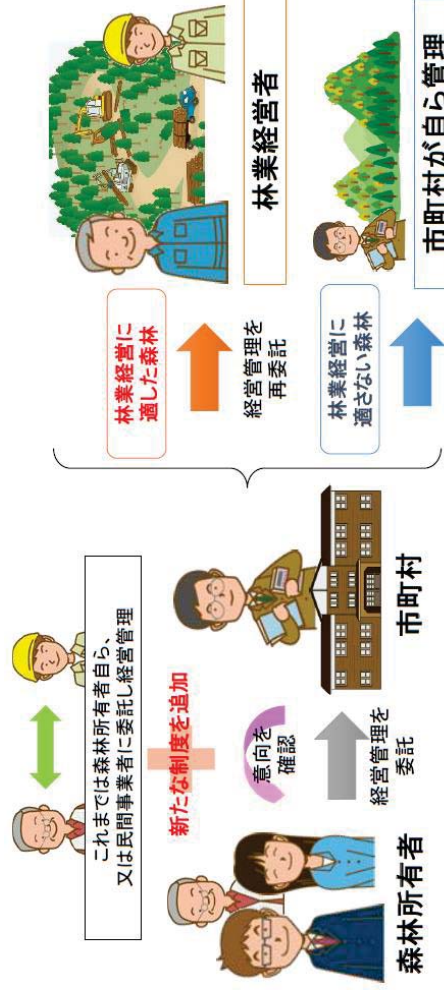 これまでは森林所有者自ら、
又は民間事業者に委託し経営管理
新たな制度を追加
意向を
確認
経営管理を
委託
森林所有者
市町村
林業経営に
適した森林
経営管理を
再委託
林業経営者
林業経営に
適さない森林
市町村が自ら管理